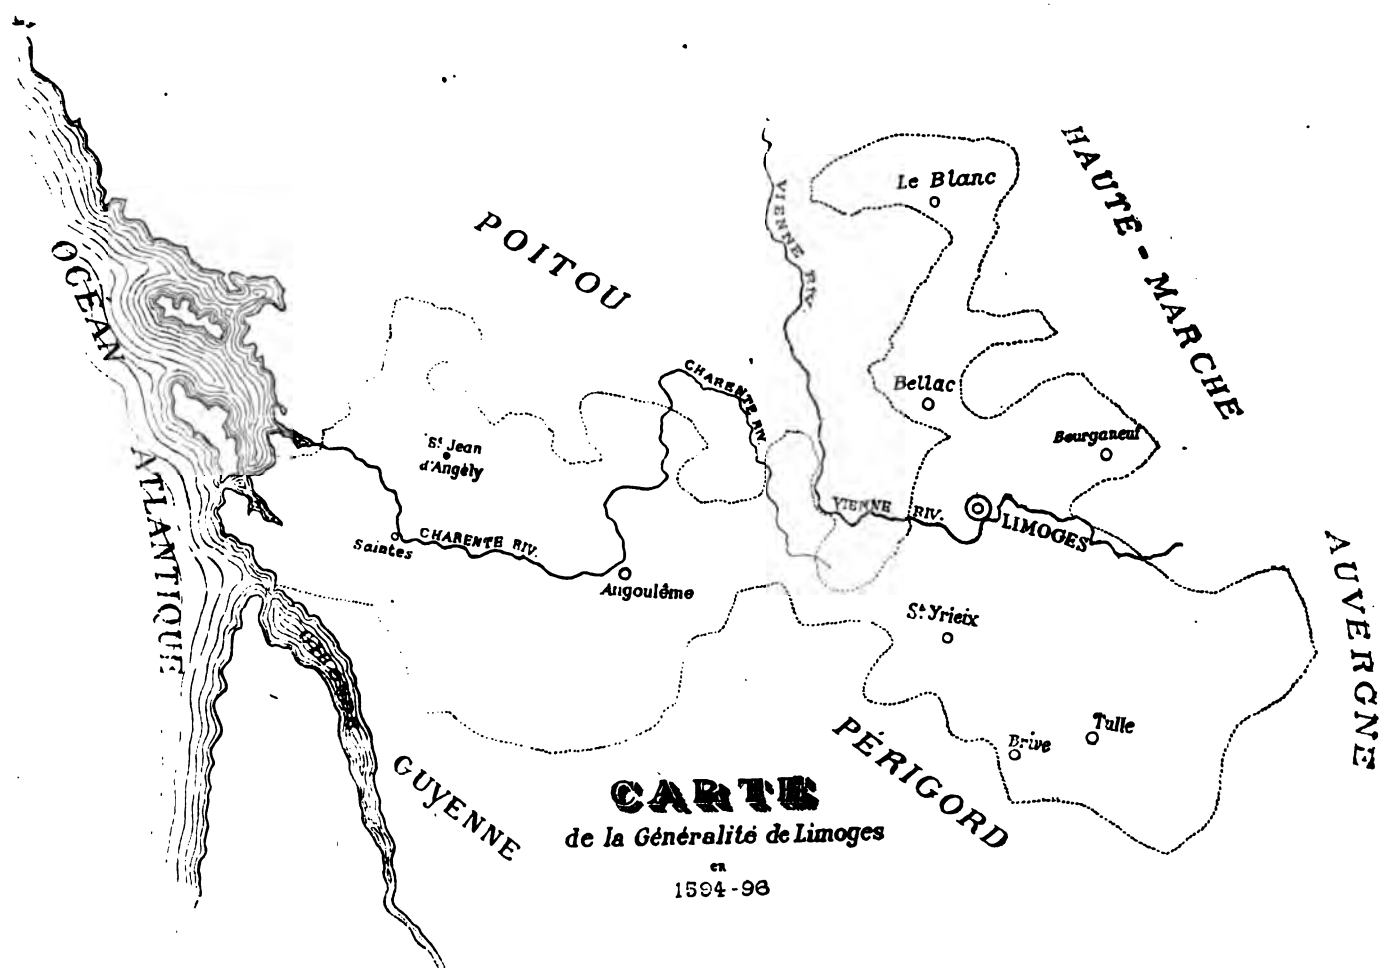 HAUTE - MARCHE
Le Blanc
VIENNE RIV.
POITOU
OCÉAN
ATLANTIQUE
CHARENTE RIV.
Bellac
Bourganeuf
St Jean
d'Angély
VIENNE RIV.
LIMOGES
Saintes
CHARENTE RIV.
Angoulême
St Yrieix
AUVERGNE
GIRONDE
Tulle
Brive
PÉRIGORD
GUYENNE
CARTE
de la Généralité de Limoges
en
1594-96